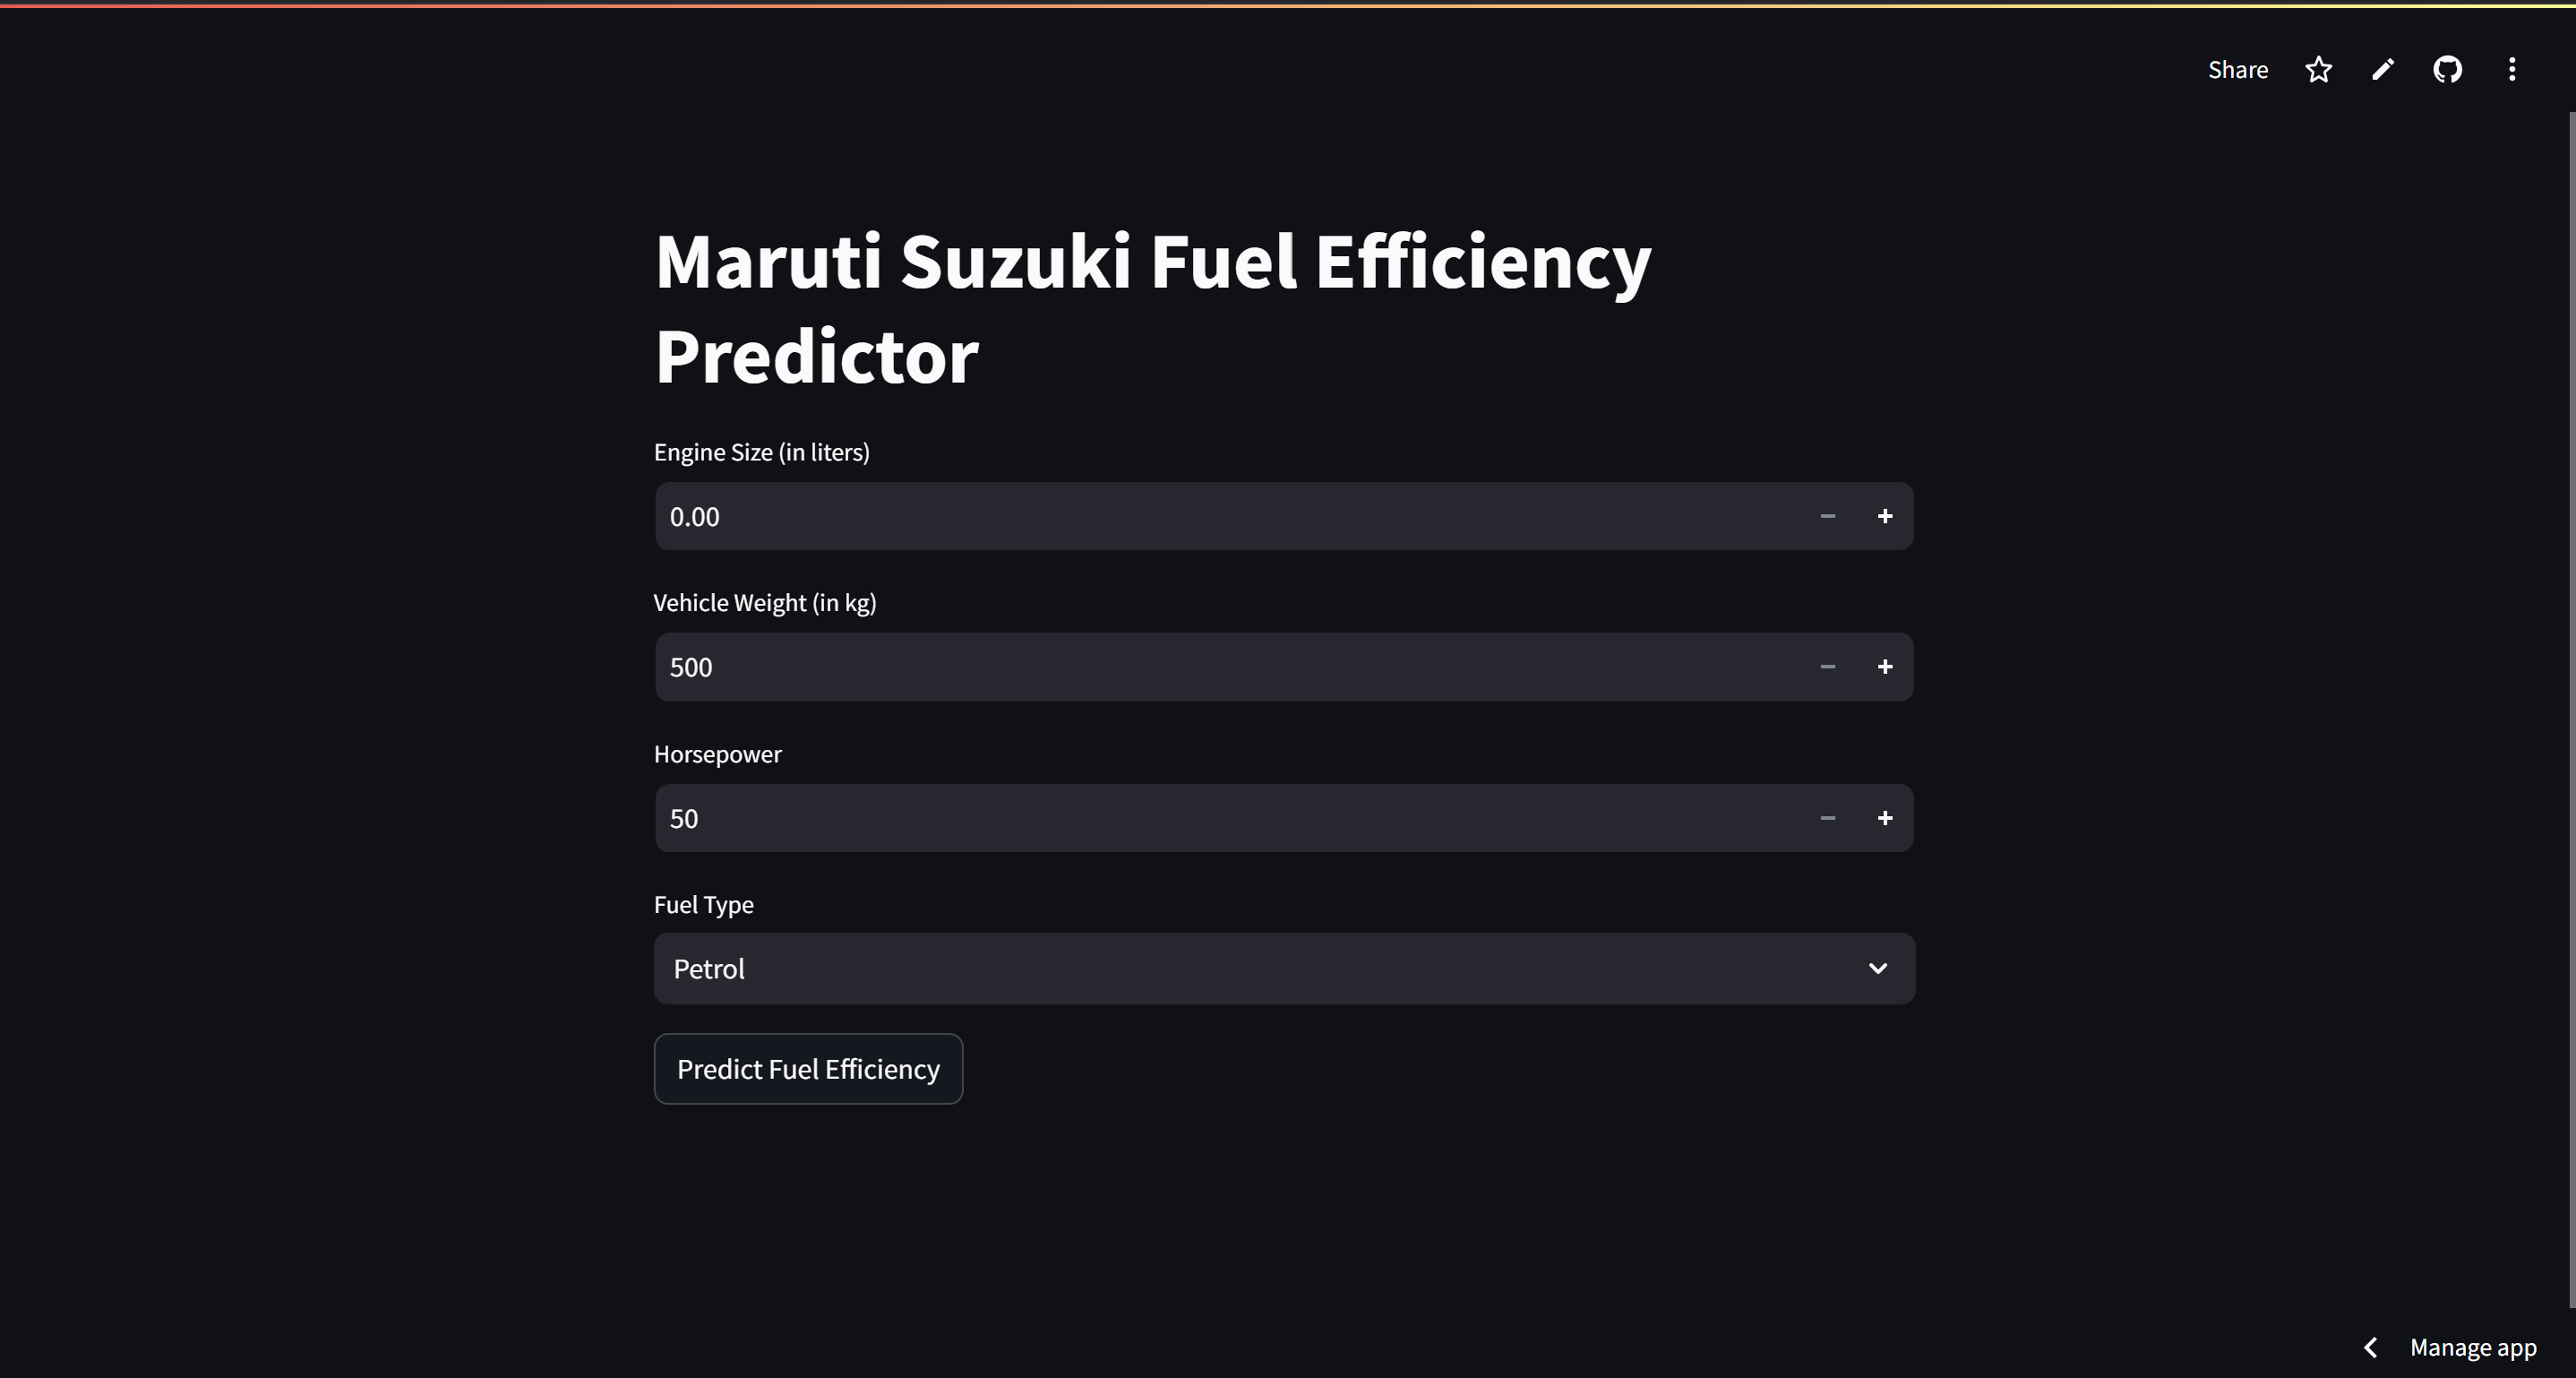 Share
Maruti Suzuki Fuel Efficiency
Predictor
Engine Size (in liters)
0.00
Vehicle Weight (in kg)
500
Horsepower
50
Fuel Type
Petrol
Predict Fuel Efficiency
Manage app